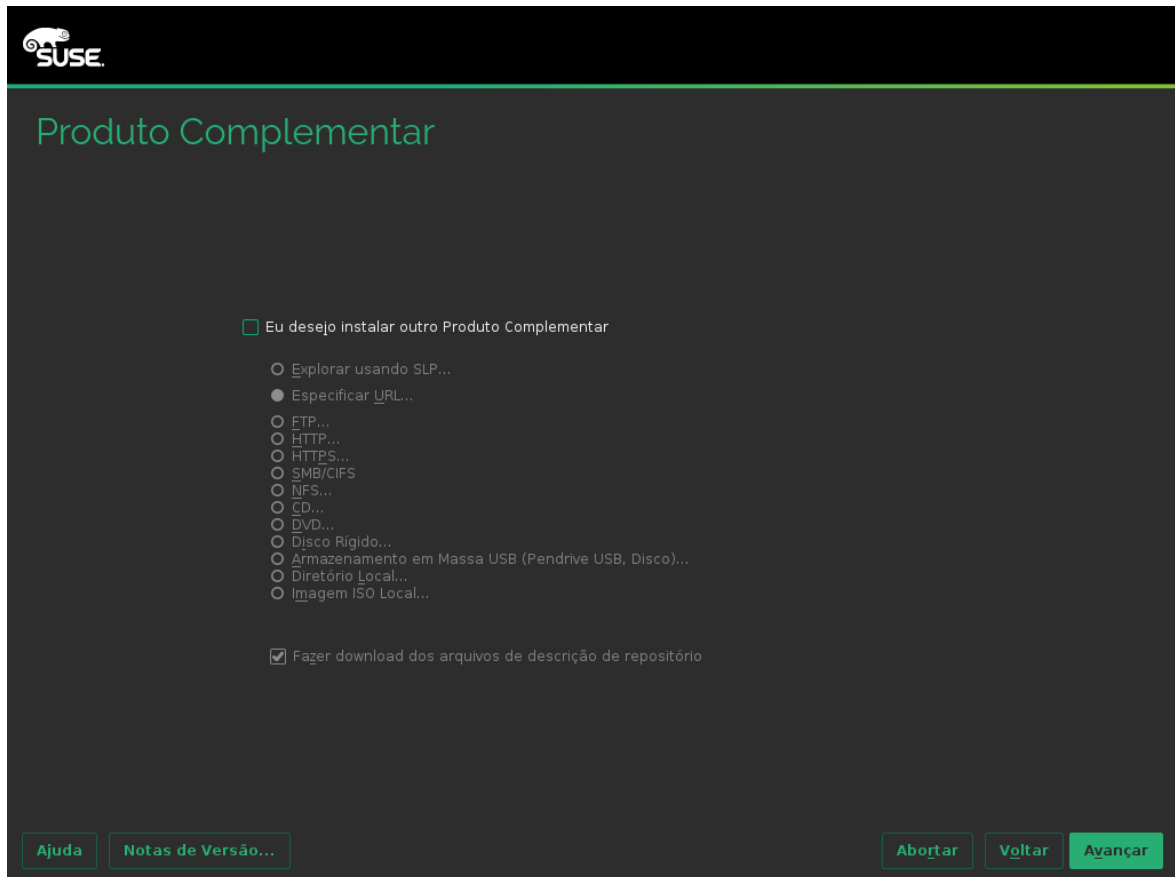 SUSE.
Produto Complementar
Eu desejo instalar outro Produto Complementar
Explorar usando SLP...
Especificar URL...
FTP...
HTTP...
HTTPS...
SMB/CIFS
NFS...
CD...
DVD...
Disco Rígido...
Armazenamento em Massa USB (Pendrive USB, Disco)...
Diretório Local...
Imagem ISO Local...
Fazer download dos arquivos de descrição de repositório
Ajuda Notas de Versão... Abortar Voltar Avançar